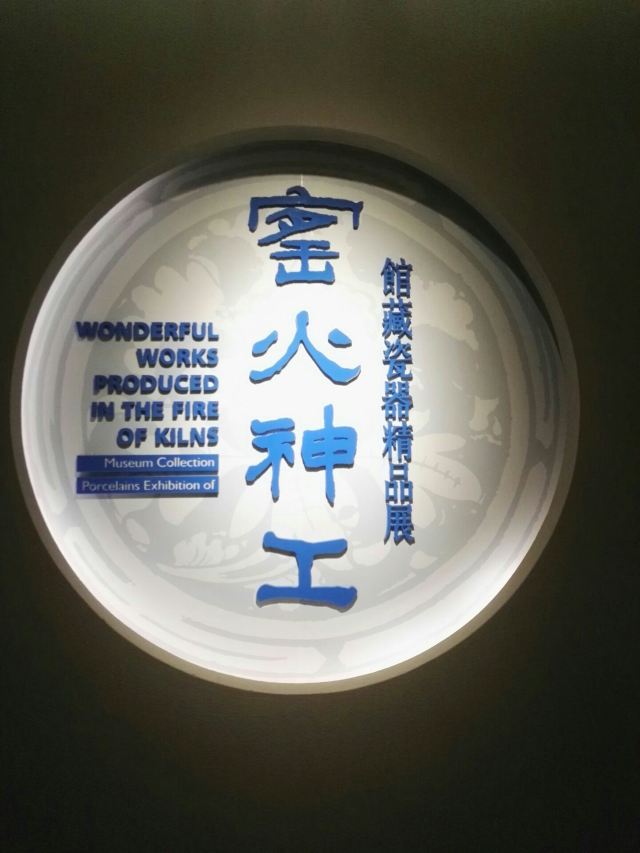 窑火神工
館藏瓷器精品展
WONDERFUL
WORKS
PRODUCED
IN THE FIRE
OF KILNS
Museum Collection
Porcelains Exhibition of